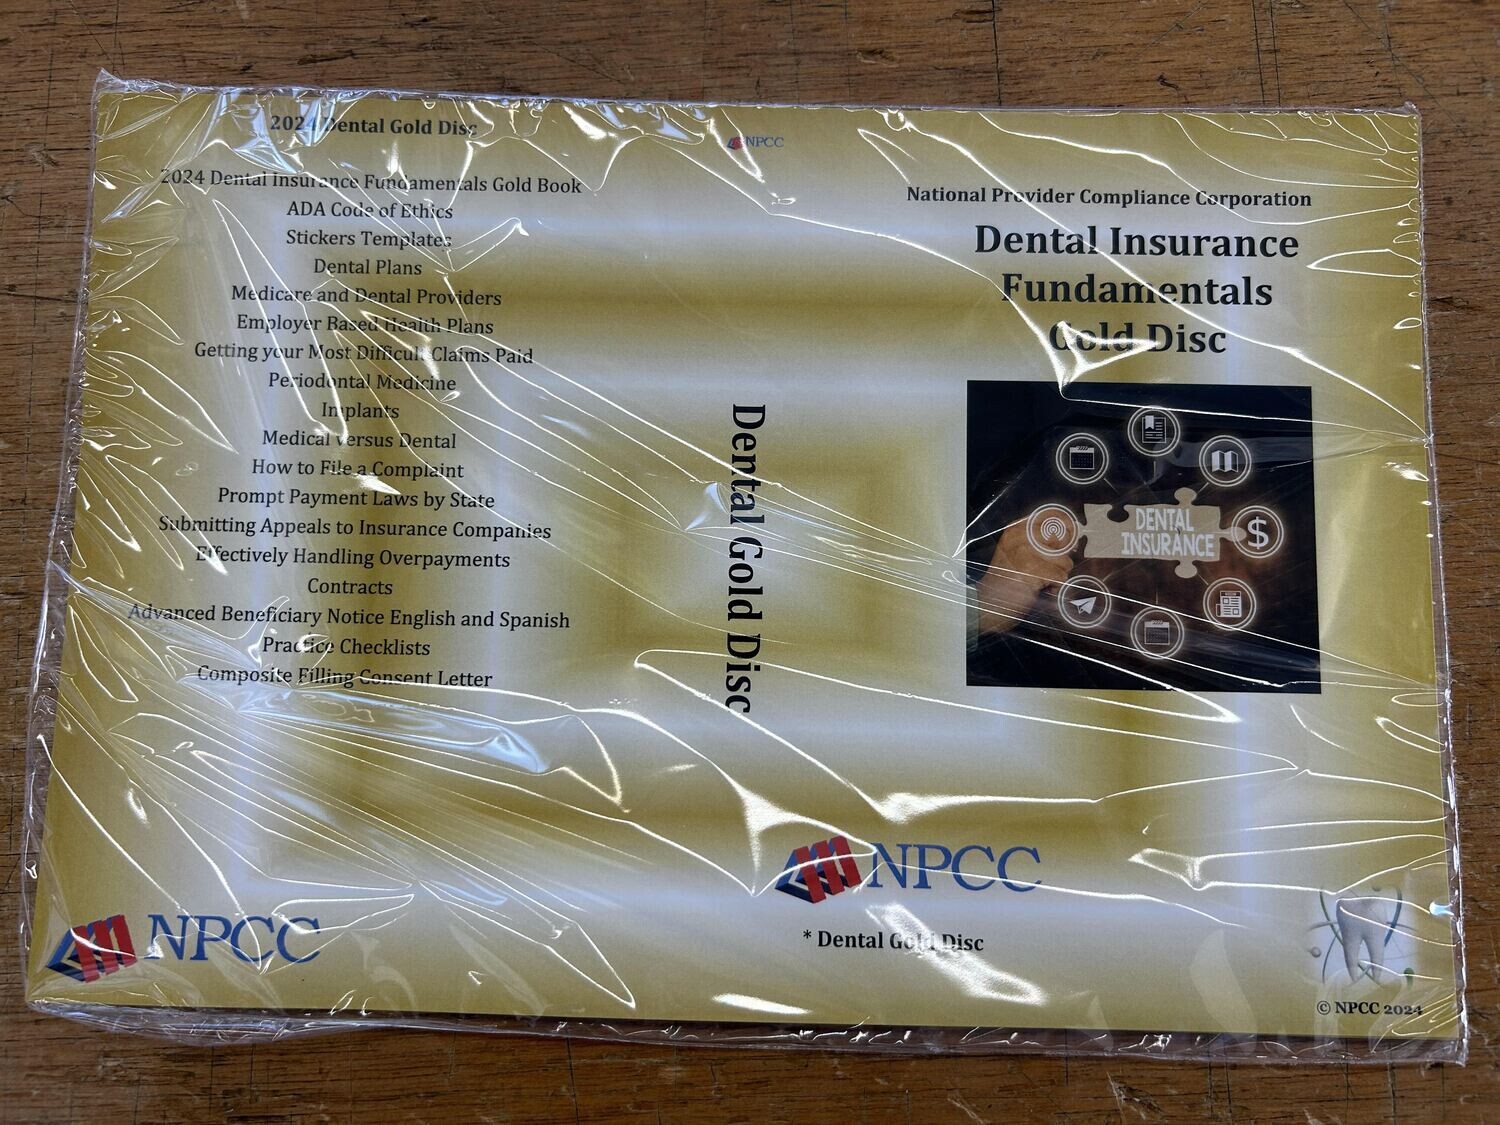 2024 Dental Gold Disc
2024 Dental Insurance Fundamentals Gold Book
ADA Code of Ethics
Stickers Templates
Dental Plans
Medicare and Dental Providers
Employer Based Health Plans
Getting your Most Difficult Claims Paid
Periodontal Medicine
Implants
Medical versus Dental
How to File a Complaint
Prompt Payment Laws by State
Submitting Appeals to Insurance Companies
Effectively Handling Overpayments
Contracts
Advanced Beneficiary Notice English and Spanish
Practice Checklists
Composite Filling Consent Letter
NPCC
NPCC
Dental Gold Disc
National Provider Compliance Corporation
Dental Insurance
Fundamentals
Gold Disc
DENTAL
INSURANCE
$
NPCC
* Dental Gold Disc
© NPCC 2024